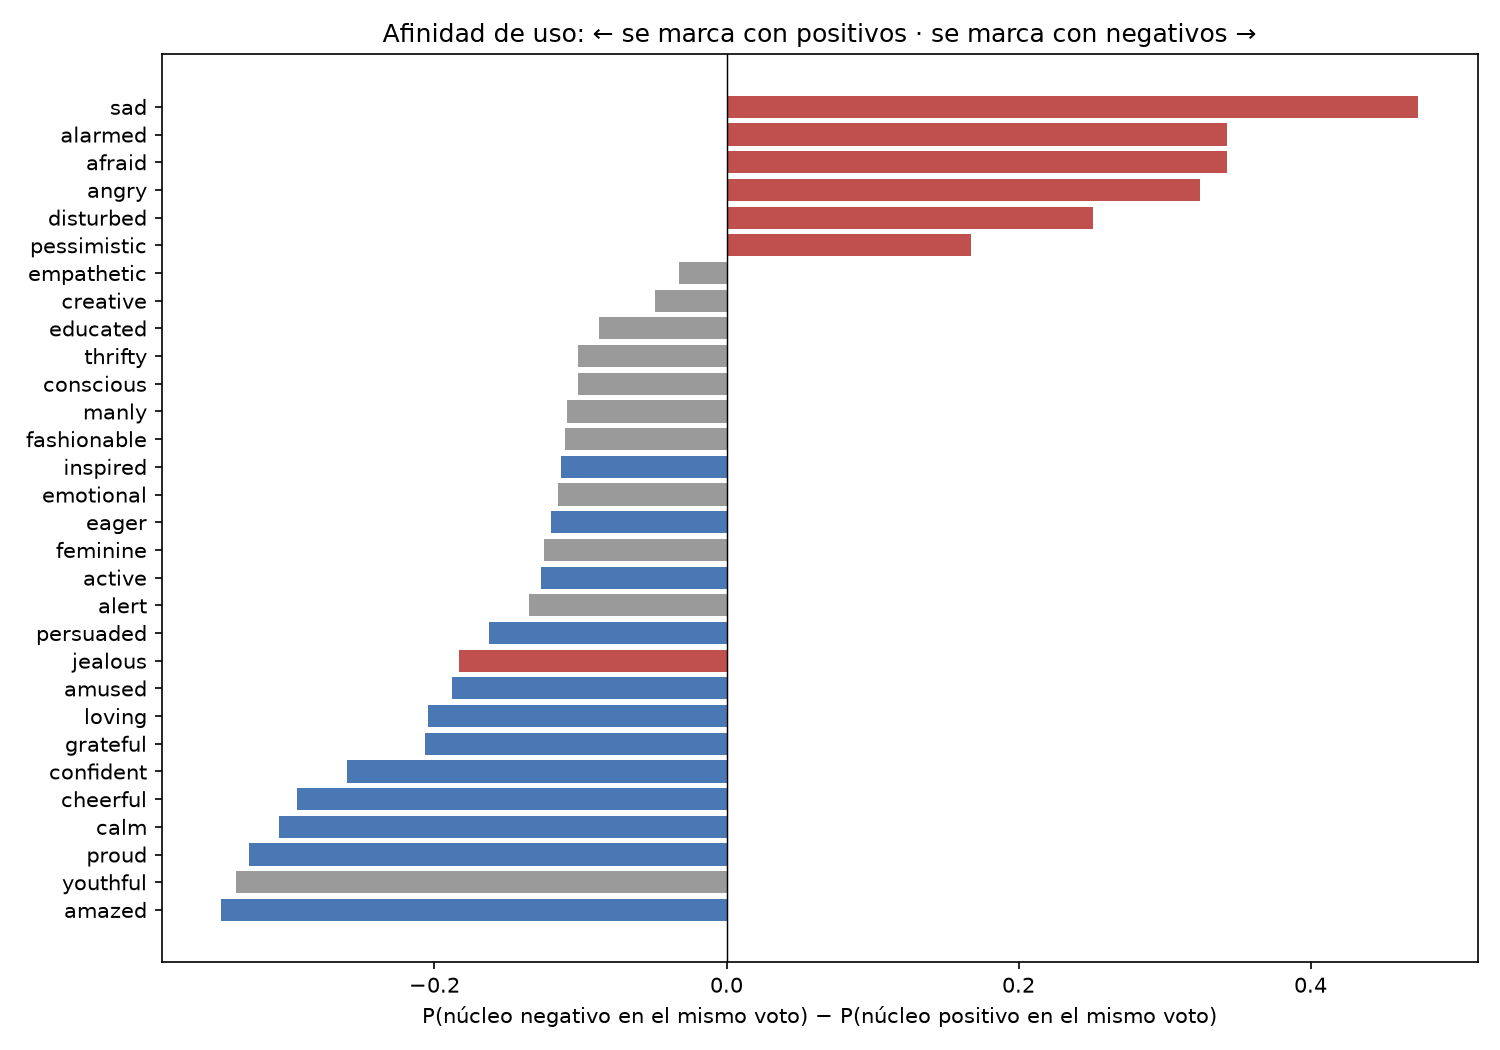 Afinidad de uso: ← se marca con positivos · se marca con negativos →
sad
alarmed
afraid
angry
disturbed
pessimistic
empathetic
creative
educated
thrifty
conscious
manly
fashionable
inspired
emotional
eager
feminine
active
alert
persuaded
jealous
amused
loving
grateful
confident
cheerful
calm
proud
youthful
amazed
−0.2 0.0 0.2 0.4
P(núcleo negativo en el mismo voto) − P(núcleo positivo en el mismo voto)